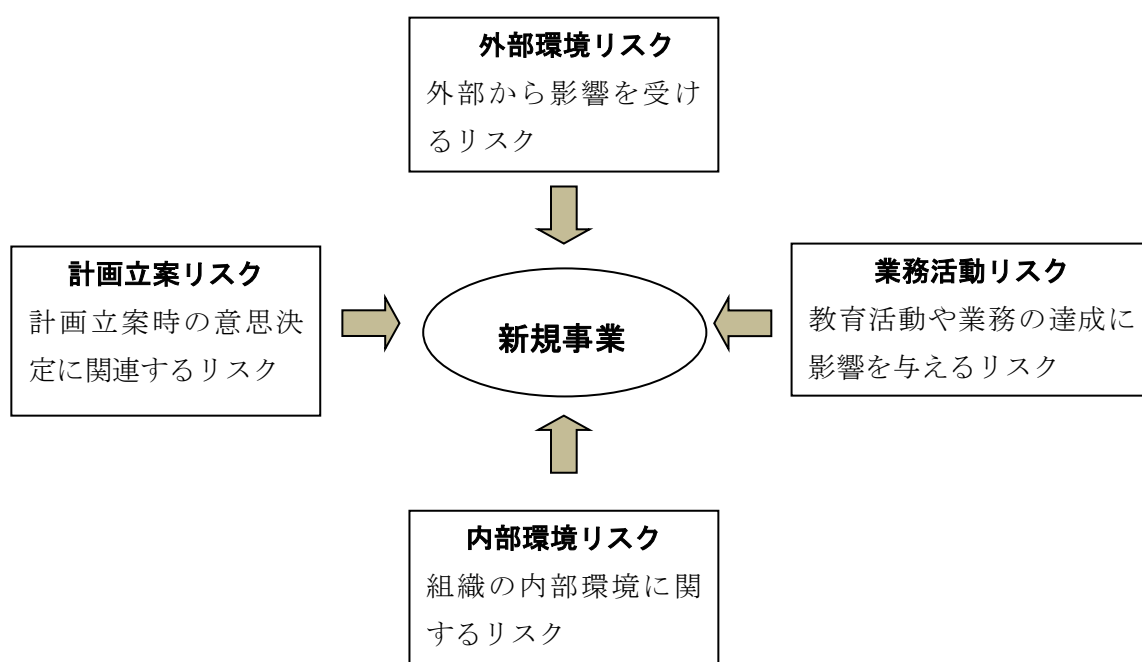 外部環境リスク
外部から影響を受け
るリスク
計画立案リスク
計画立案時の意思決
定に関連するリスク
新規事業
業務活動リスク
教育活動や業務の達成に
影響を与えるリスク
内部環境リスク
組織の内部環境に関
するリスク